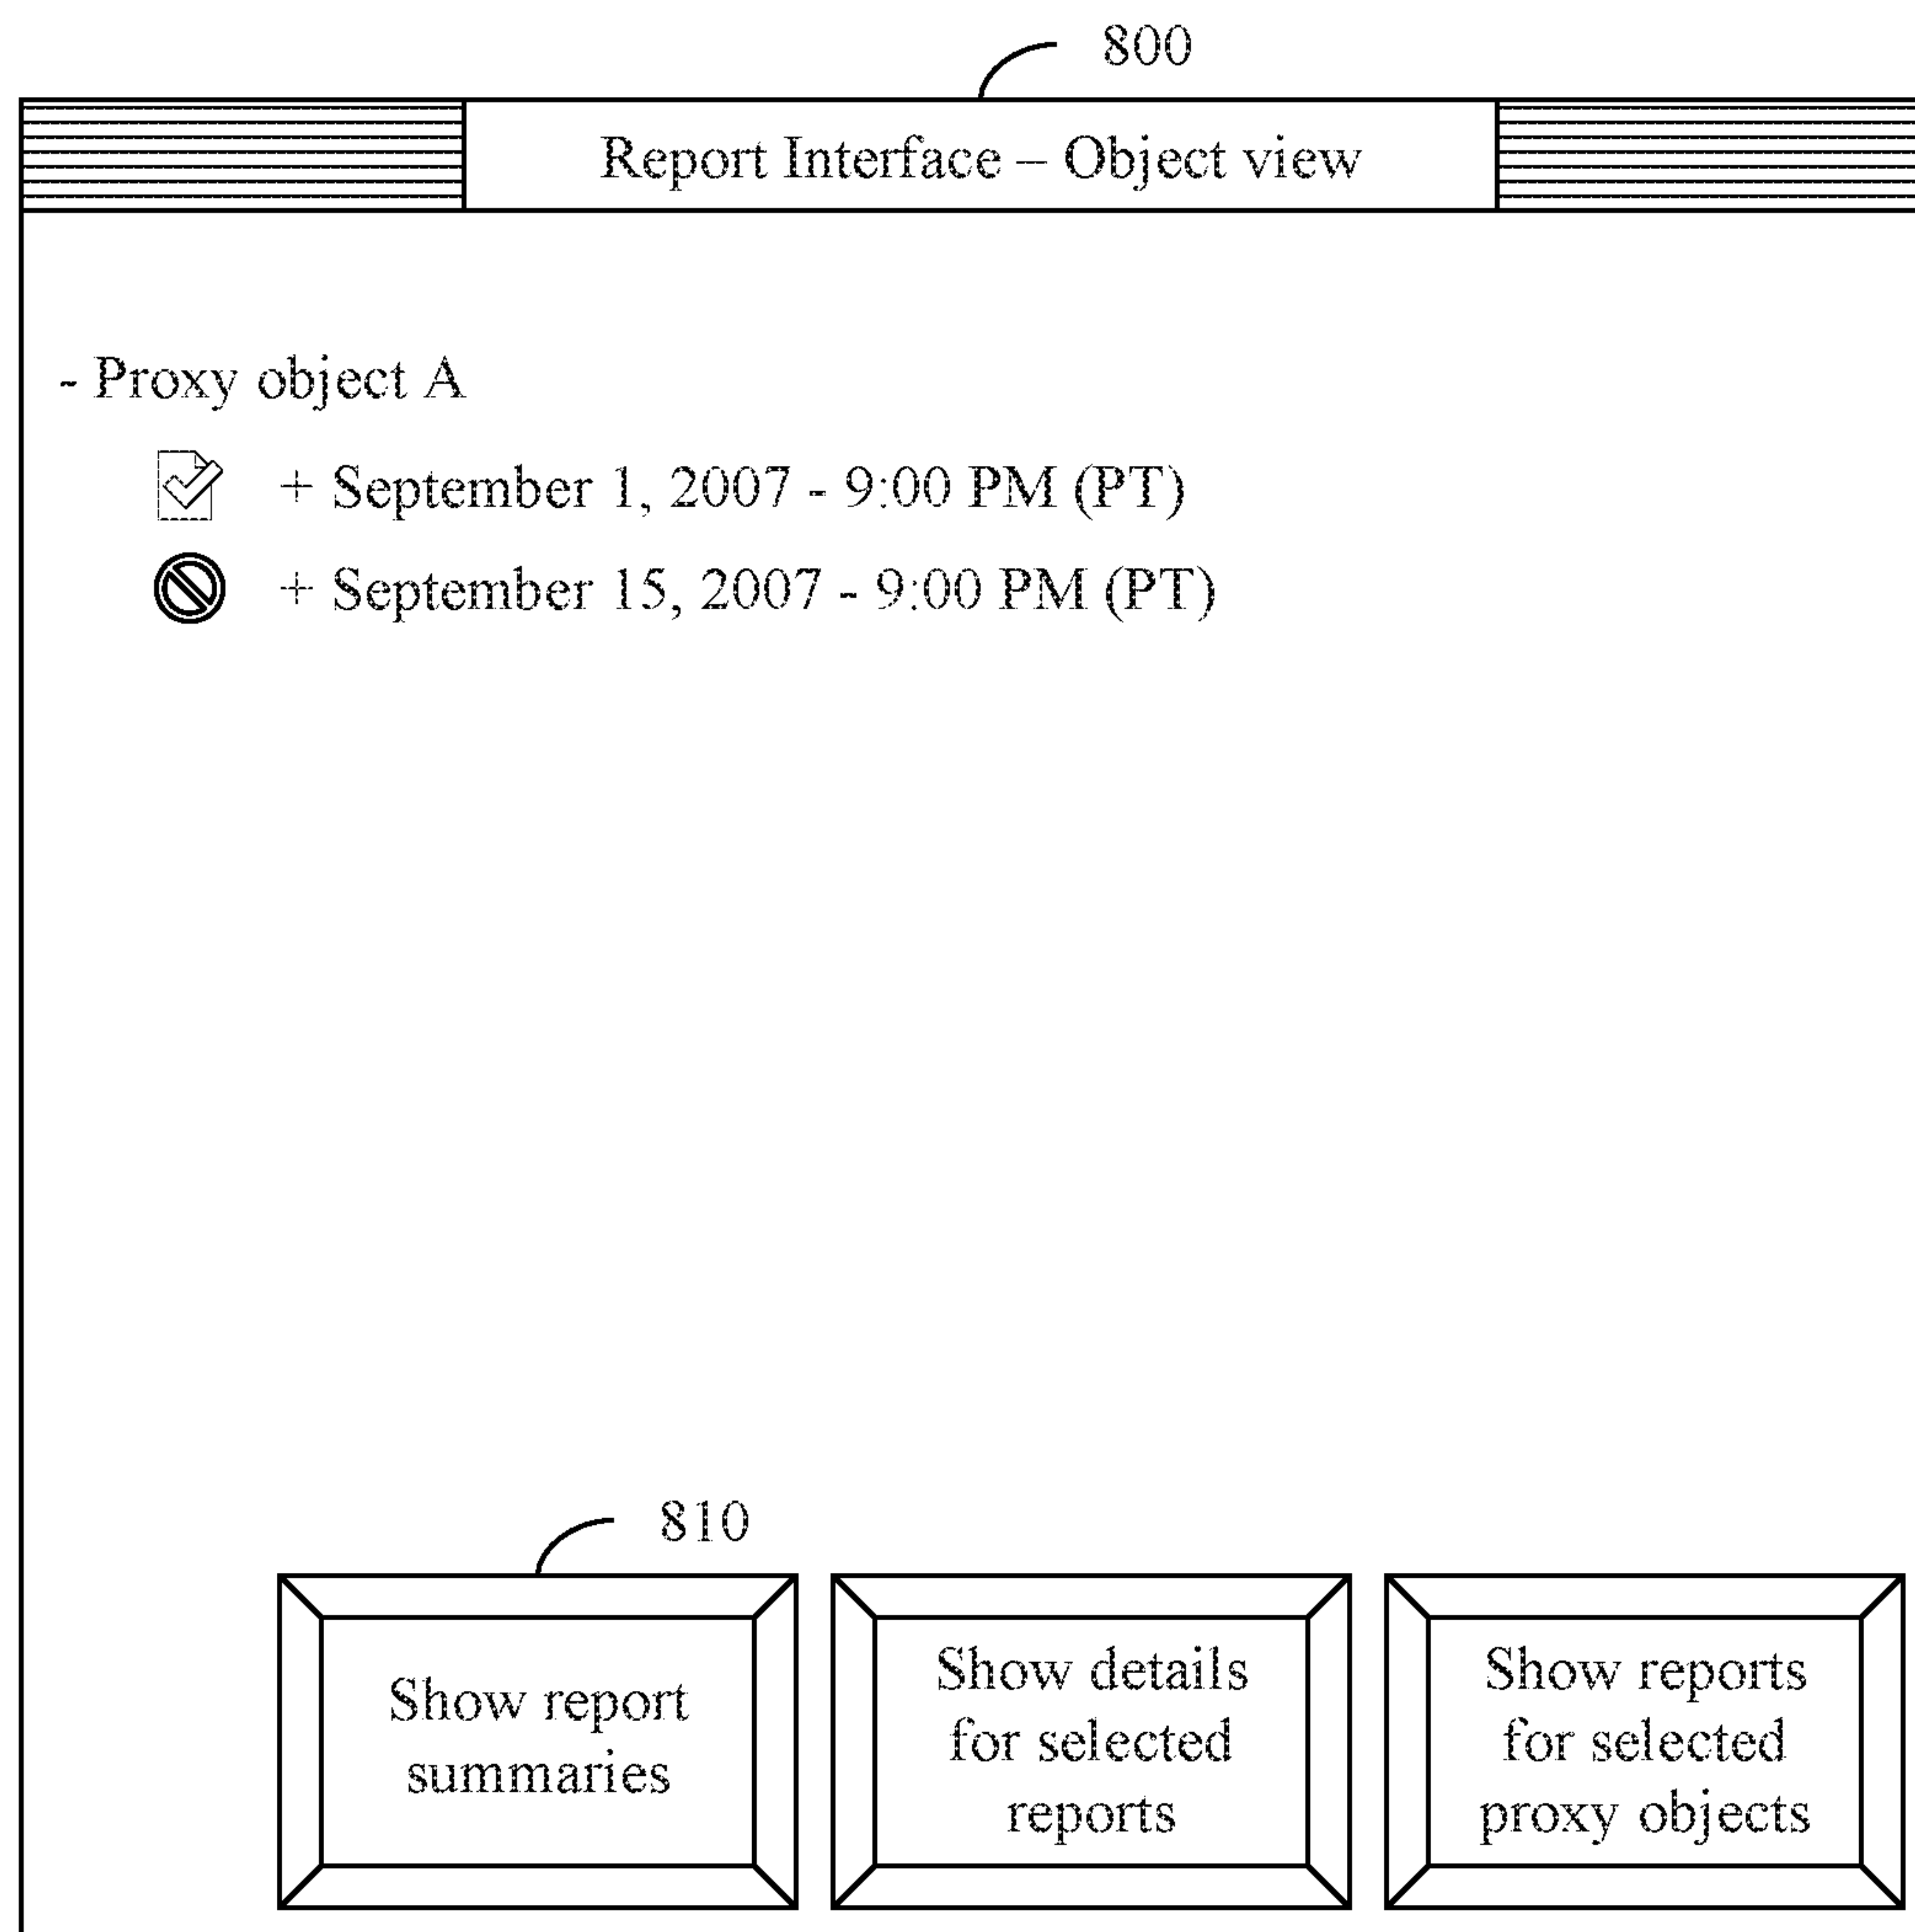 800
Report Interface – Object view
- Proxy object A
+ September 1, 2007 - 9:00 PM (PT)
+ September 15, 2007 - 9:00 PM (PT)
810
Show report
summaries
Show details
for selected
reports
Show reports
for selected
proxy objects